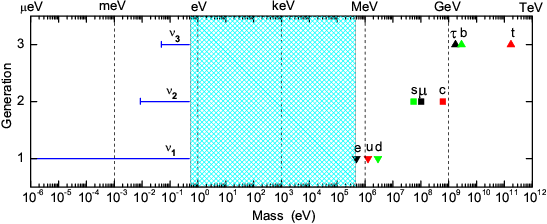 μeV meV eV keV MeV GeV TeV
3 ν₃ τ b t
2 ν₂ s μ c
1 ν₁ e u d
Generation
10⁻⁶ 10⁻⁵ 10⁻⁴ 10⁻³ 10⁻² 10⁻¹ 10⁰ 10¹ 10² 10³ 10⁴ 10⁵ 10⁶ 10⁷ 10⁸ 10⁹ 10¹⁰ 10¹¹ 10¹²
Mass (eV)